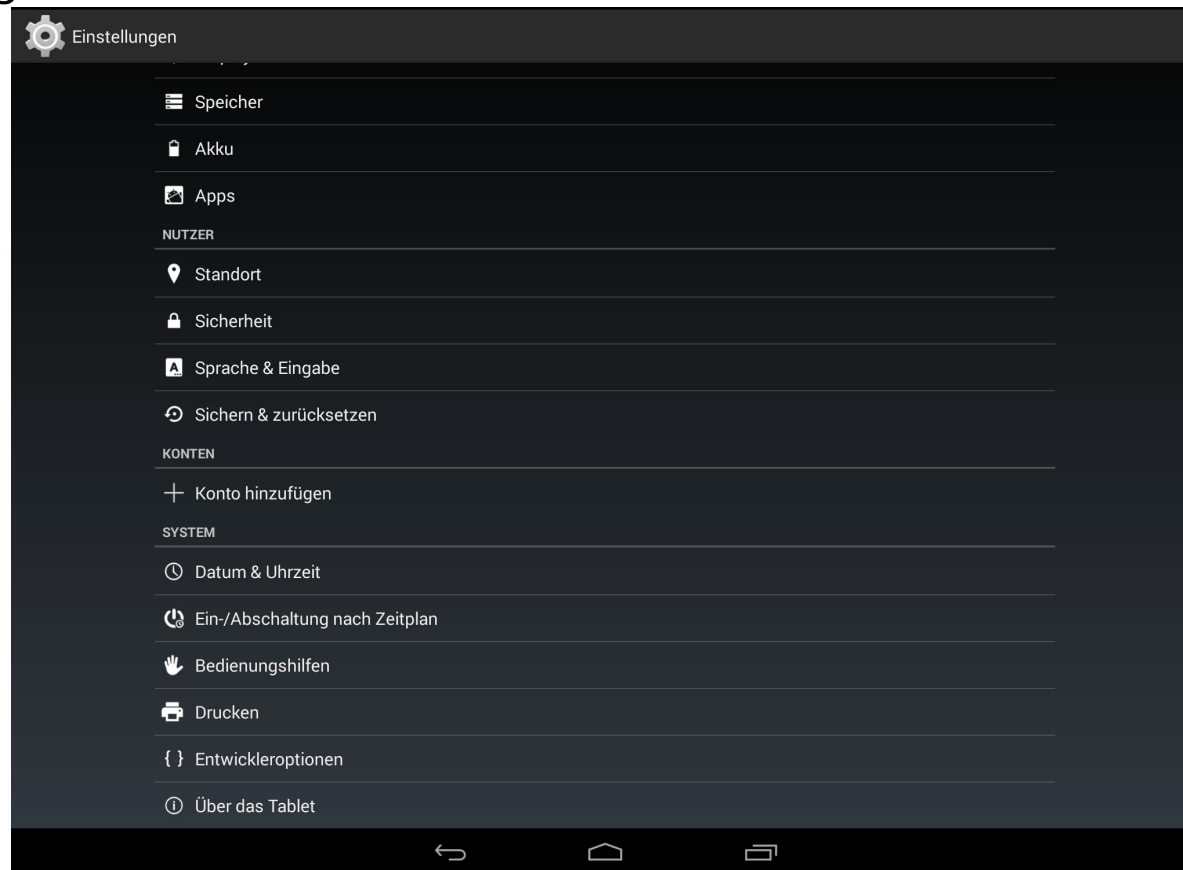 Einstellungen
Speicher
Akku
Apps
NUTZER
Standort
Sicherheit
Sprache & Eingabe
Sichern & zurücksetzen
KONTEN
Konto hinzufügen
SYSTEM
Datum & Uhrzeit
Ein-/Abschaltung nach Zeitplan
Bedienungshilfen
Drucken
{ } Entwickleroptionen
Über das Tablet